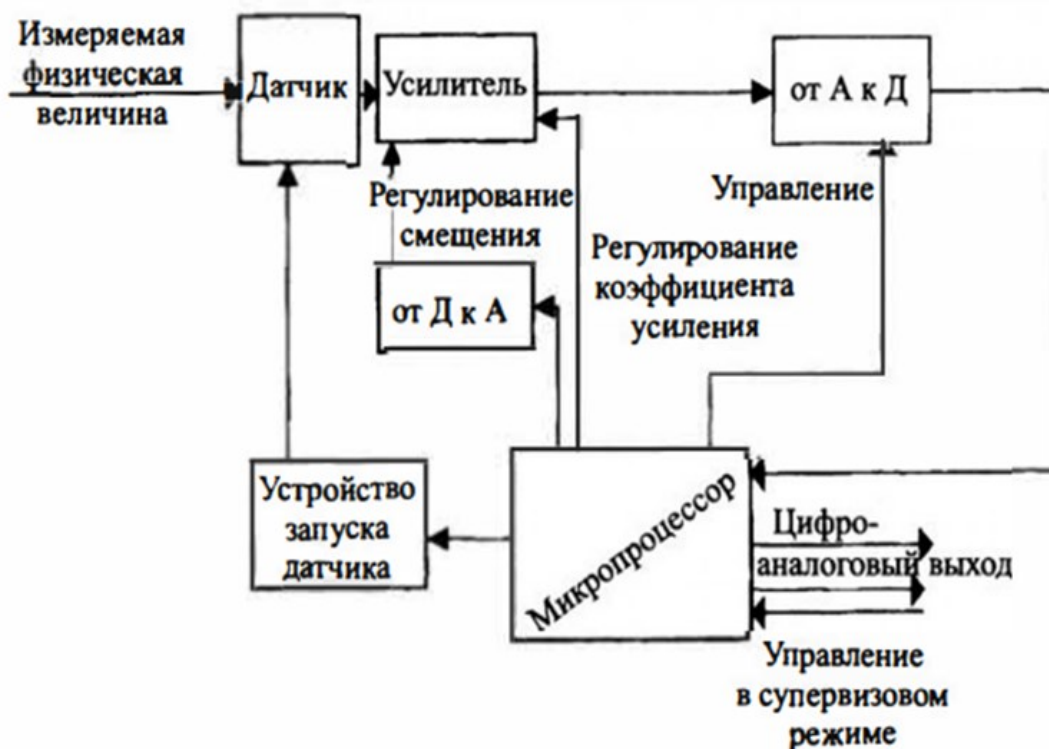 Измеряемая
физическая
величина
Датчик
Усилитель
от А к Д
Регулирование
смещения
Управление
Регулирование
коэффициента
усиления
от Д к А
Устройство
запуска
датчика
Микропроцессор
Цифро-
аналоговый выход
Управление
в супервизовом
режиме